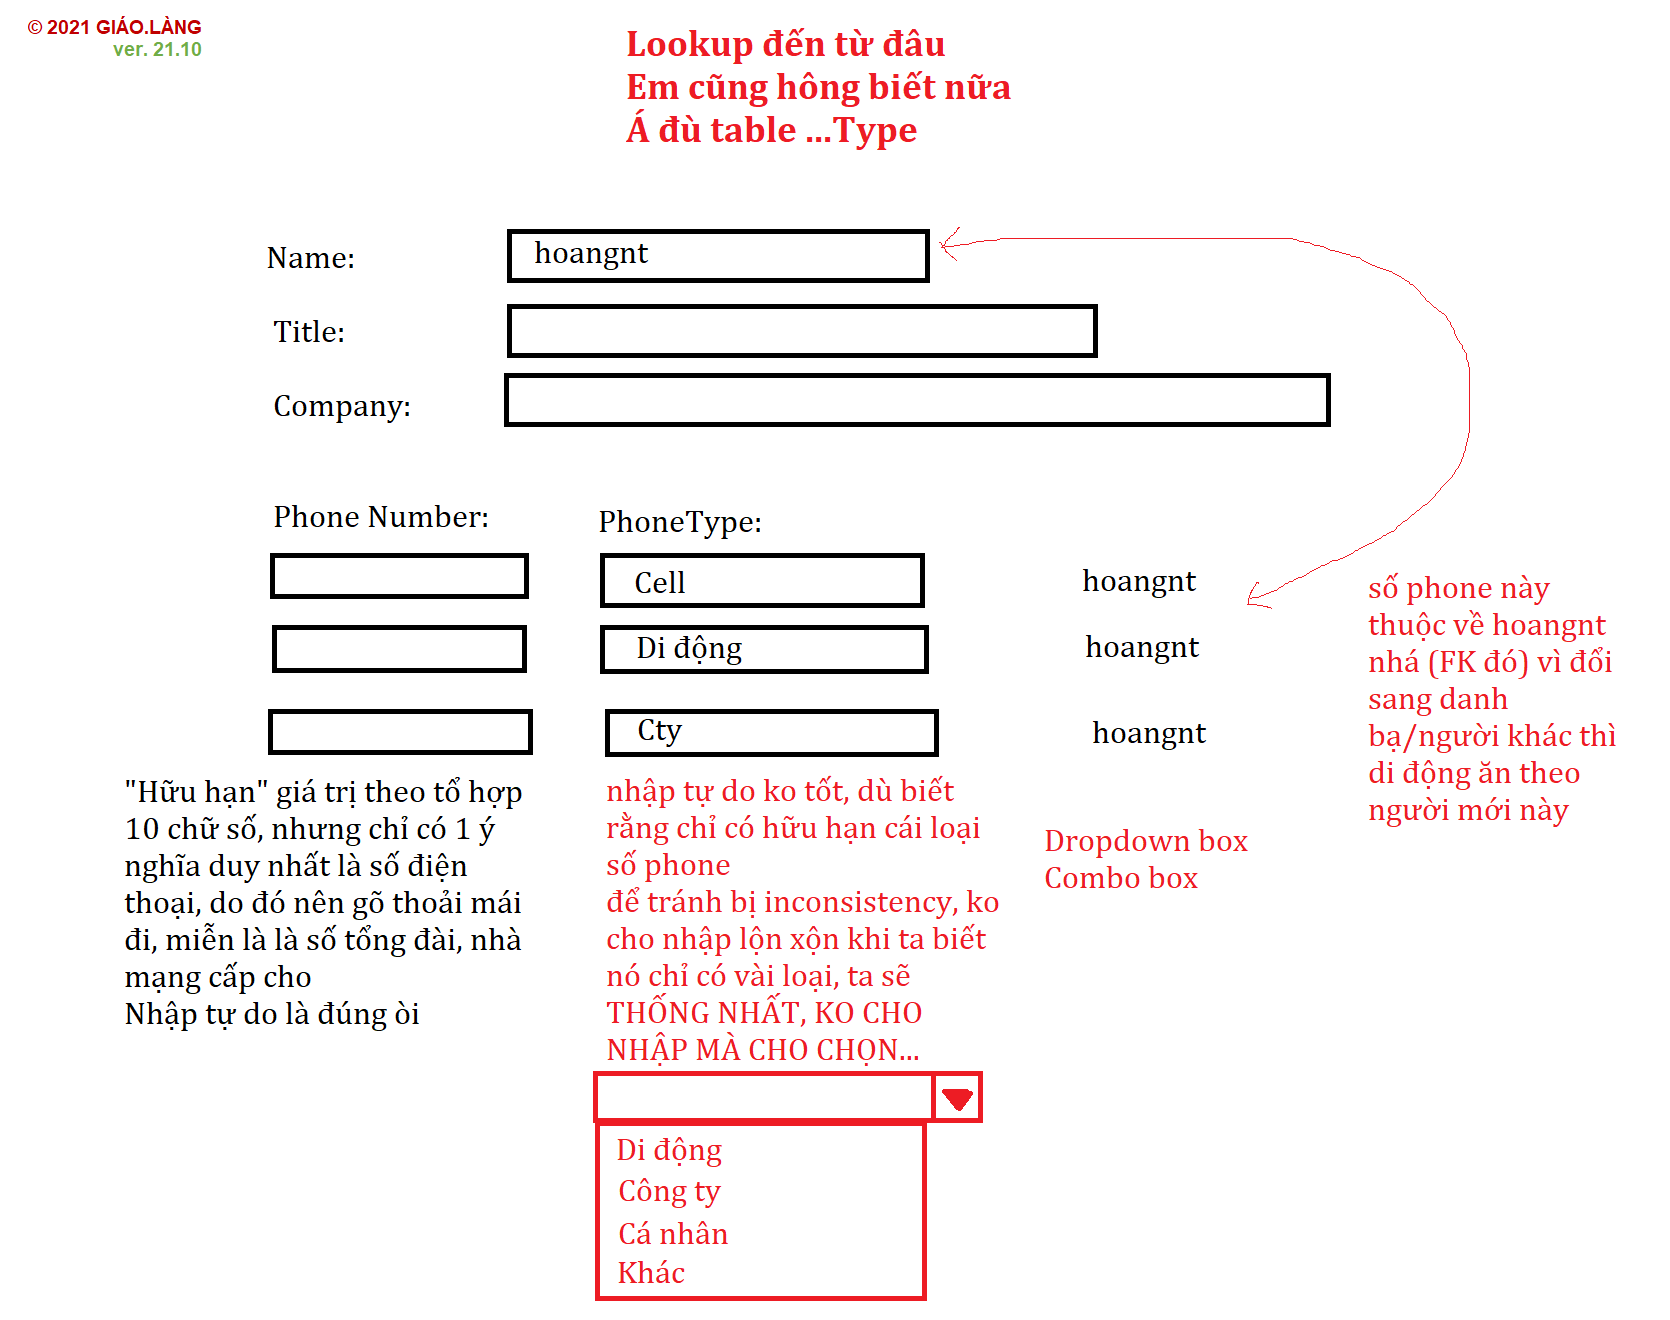 © 2021 GIÁO.LÀNG
ver. 21.10
Lookup đến từ đâu
Em cũng hông biết nữa
Á đù table ...Type
Name:
hoangnt
Title:
Company:
Phone Number:
PhoneType:
Cell
hoangnt
Di động
hoangnt
Cty
hoangnt
số phone này
thuộc về hoangnt
nhá (FK đó) vì đổi
sang danh
bạ/người khác thì
di động ăn theo
người mới này
"Hữu hạn" giá trị theo tổ hợp
10 chữ số, nhưng chỉ có 1 ý
nghĩa duy nhất là số điện
thoại, do đó nên gõ thoải mái
đi, miễn là là số tổng đài, nhà
mạng cấp cho
Nhập tự do là đúng òi
nhập tự do ko tốt, dù biết
rằng chỉ có hữu hạn cái loại
số phone
để tránh bị inconsistency, ko
cho nhập lộn xộn khi ta biết
nó chỉ có vài loại, ta sẽ
THỐNG NHẤT, KO CHO
NHẬP MÀ CHO CHỌN...
Dropdown box
Combo box
Di động
Công ty
Cá nhân
Khác